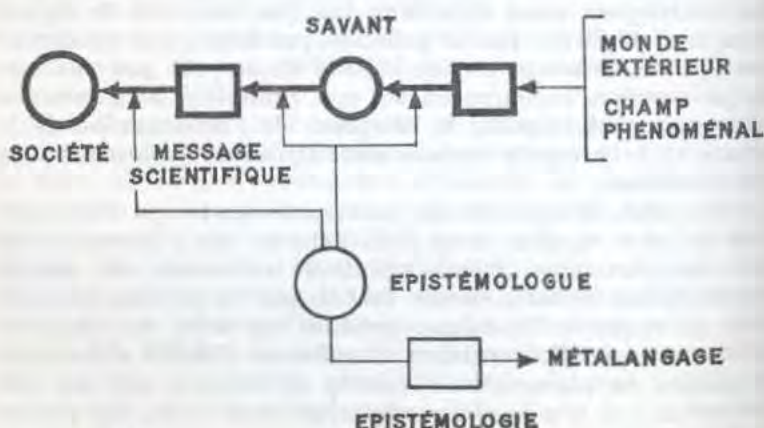 SAVANT
MONDE
EXTÉRIEUR
CHAMP
PHÉNOMÉNAL
SOCIÉTÉ
MESSAGE
SCIENTIFIQUE
EPISTÉMOLOGUE
MÉTALANGAGE
EPISTÉMOLOGIE